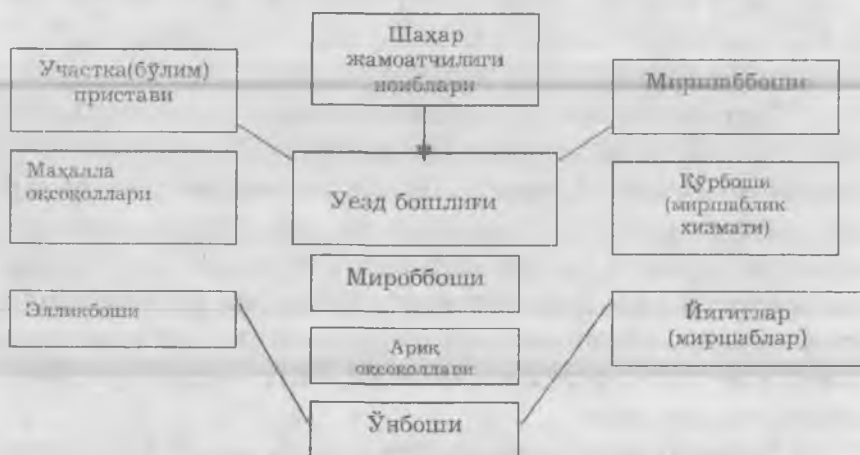 Шаҳар
жамоатчилиги
ноиблари
Участка(бўлим)
пристави
Миршаббоши
Маҳалла
оқсоқоллари
Уезд бошлиғи
Қўрбоши
(миршаблик
хизмати)
Мироббоши
Элликбоши
Ариқ
оқсоқоллари
Йигитлар
(миршаблар)
Ўнбоши